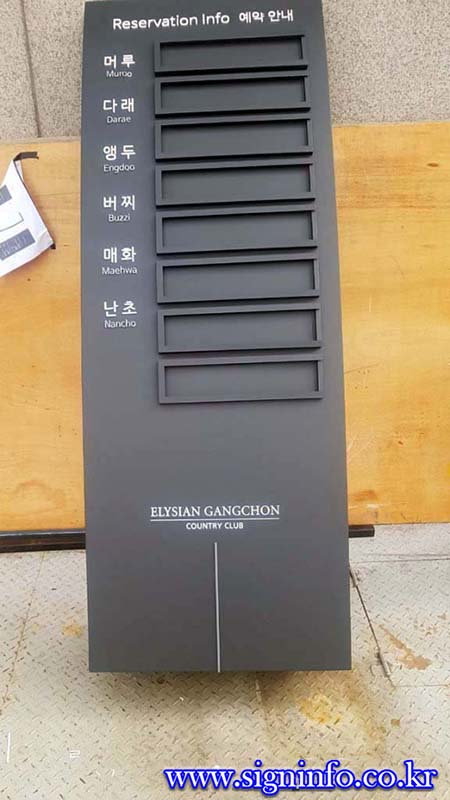 Reservation Info 예약 안내
머루
Muroo
다래
Darae
앵두
Engdoo
버찌
Buzzi
매화
Maehwa
난초
Nancho
ELYSIAN GANGCHON
COUNTRY CLUB
www.signinfo.co.kr